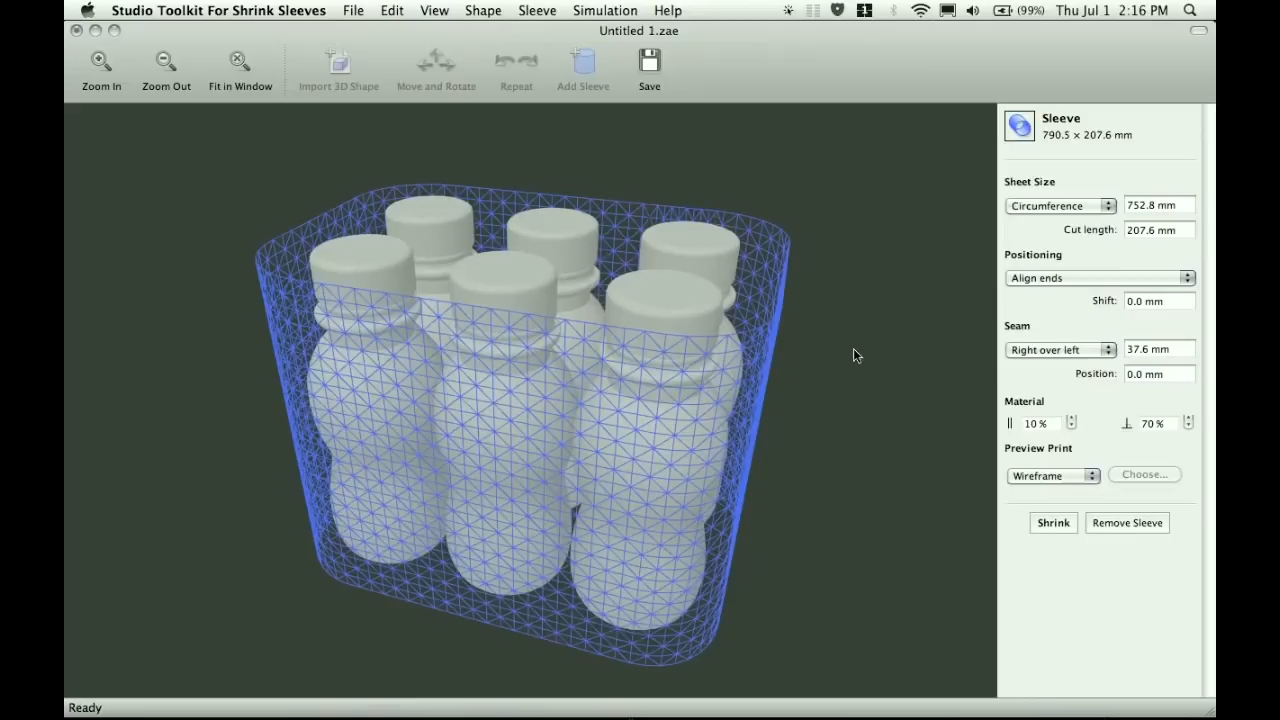 Studio Toolkit For Shrink Sleeves File Edit View Shape Sleeve Simulation Help (99%) Thu Jul 1 2:16 PM
Untitled 1.zae
Zoom In Zoom Out Fit in Window Import 3D Shape Move and Rotate Repeat Add Sleeve Save
Sleeve
790.5 × 207.6 mm
Sheet Size
Circumference 752.8 mm
Cut length: 207.6 mm
Positioning
Align ends
Shift: 0.0 mm
Seam
Right over left 37.6 mm
Position: 0.0 mm
Material
10 % 70 %
Preview Print
Wireframe Choose...
Shrink Remove Sleeve
Ready